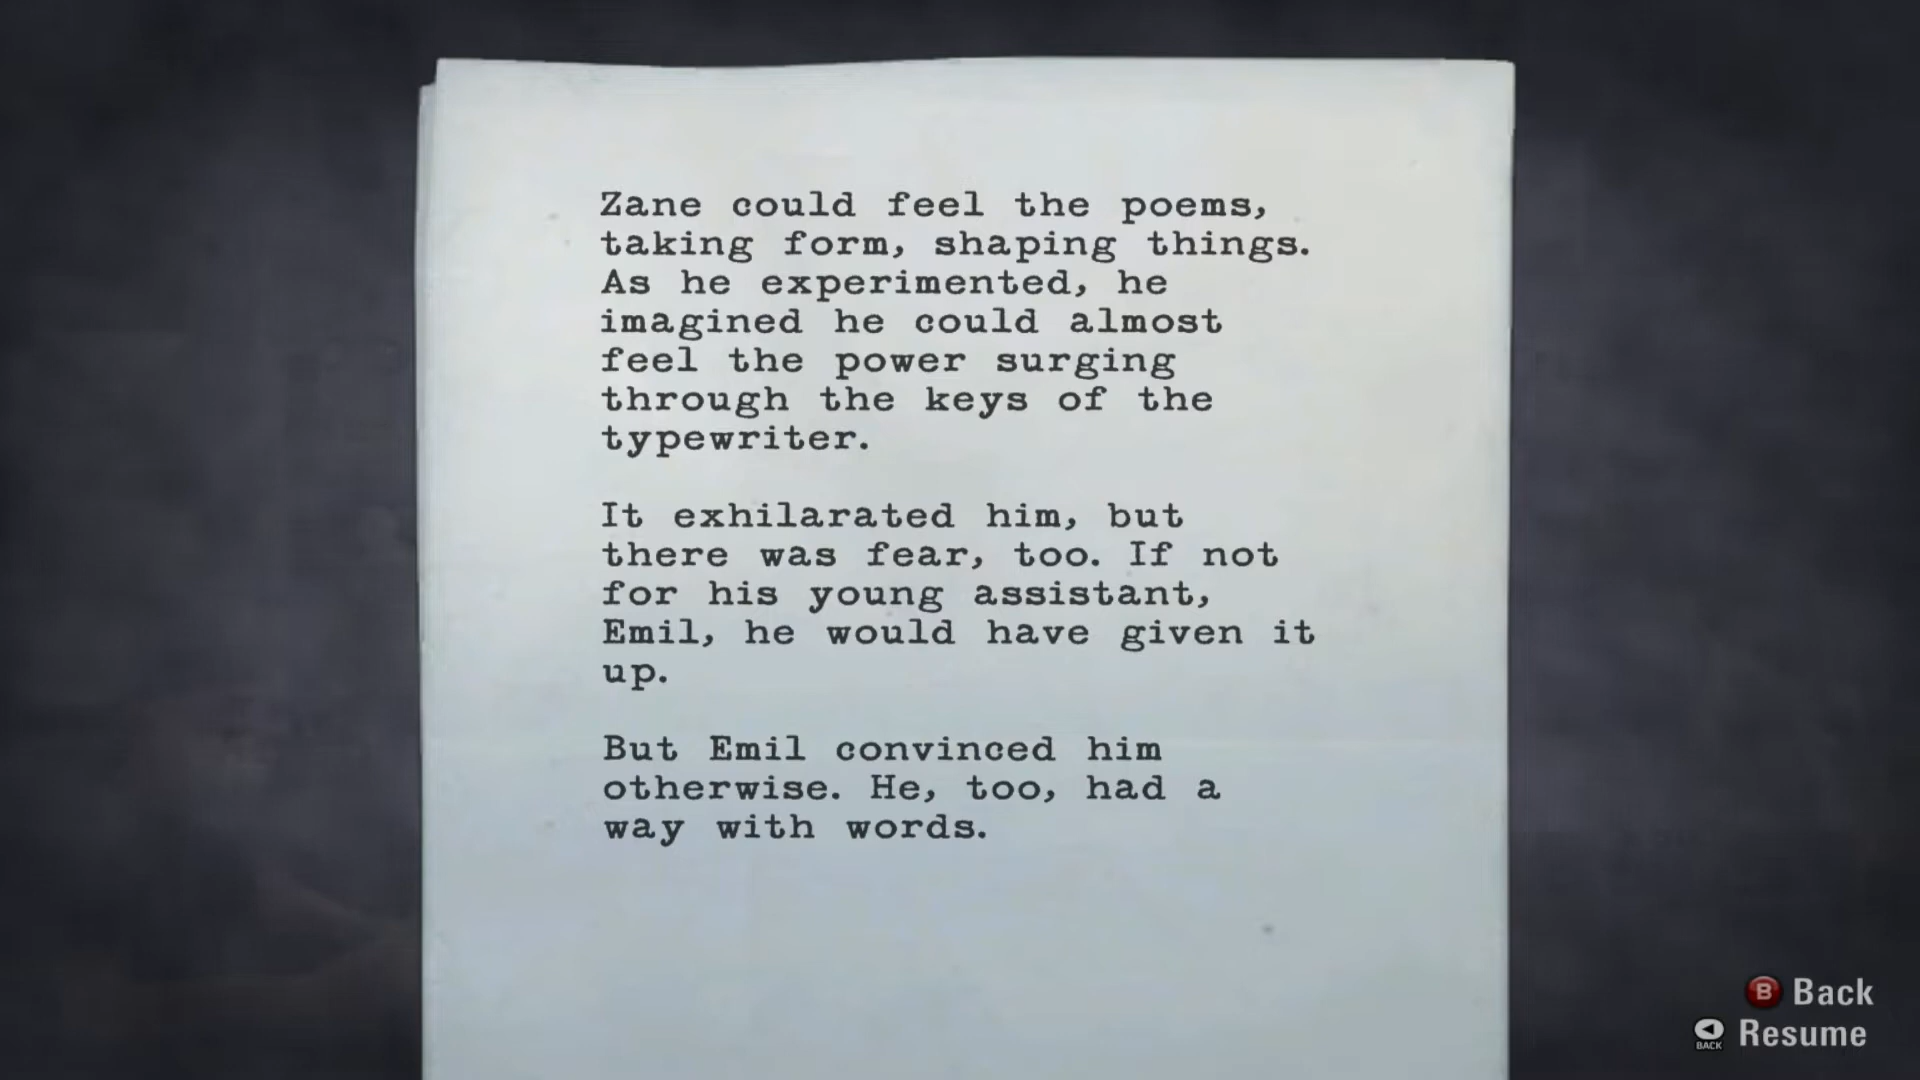 Zane could feel the poems,
taking form, shaping things.
As he experimented, he
imagined he could almost
feel the power surging
through the keys of the
typewriter.
It exhilarated him, but
there was fear, too. If not
for his young assistant,
Emil, he would have given it
up.
But Emil convinced him
otherwise. He, too, had a
way with words.
B Back
BACK Resume